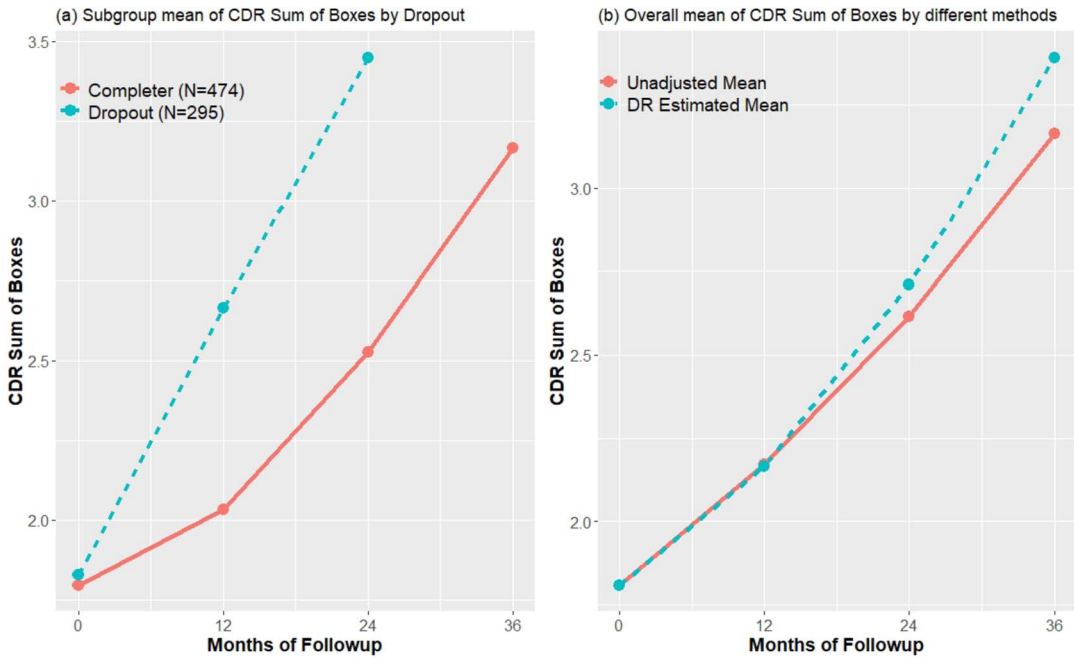 (a) Subgroup mean of CDR Sum of Boxes by Dropout
3.5
3.0
2.5
2.0
CDR Sum of Boxes
Completer (N=474)
Dropout (N=295)
0 12 24 36
Months of Followup
(b) Overall mean of CDR Sum of Boxes by different methods
3.0
2.5
2.0
CDR Sum of Boxes
Unadjusted Mean
DR Estimated Mean
0 12 24 36
Months of Followup